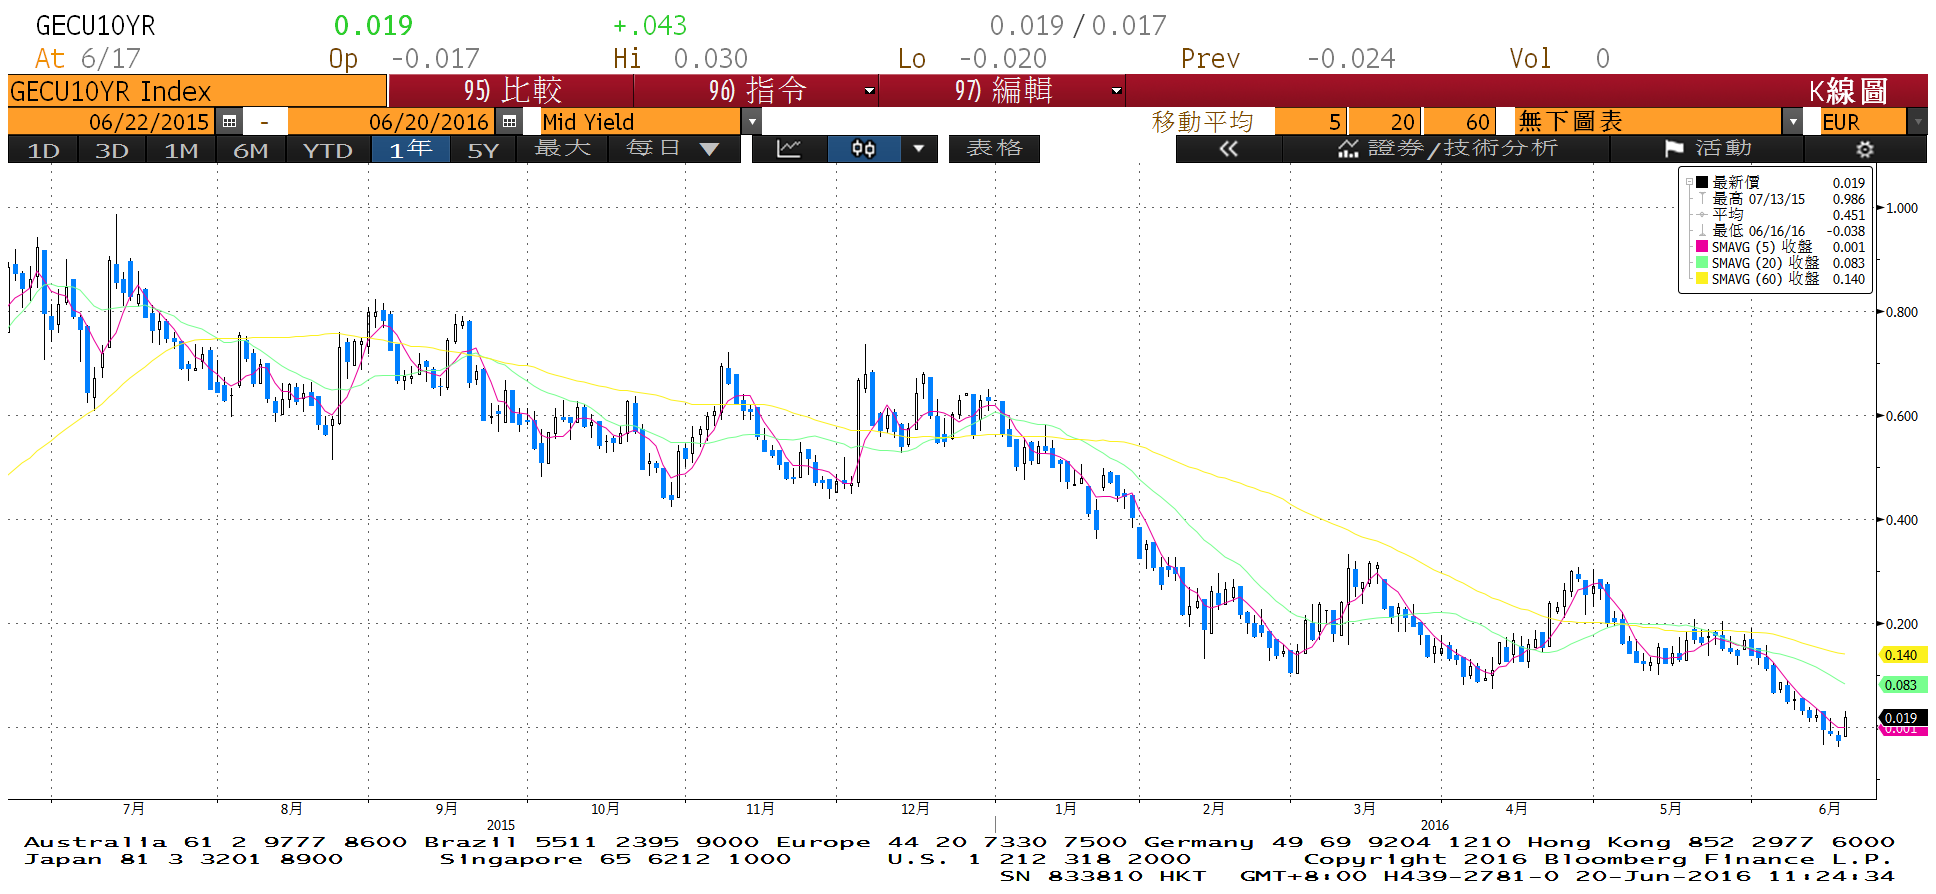 GECU10YR 0.019 +.043 0.019 / 0.017
At 6/17 Op -0.017 Hi 0.030 Lo -0.020 Prev -0.024 Vol 0
GECU10YR Index 95) 比較 96) 指令 97) 編輯 K線圖
06/22/2015 - 06/20/2016 Mid Yield 移動平均 5 20 60 無下圖表 EUR
1D 3D 1M 6M YTD 1年 5Y 最大 每日 ▼ 表格 « 證券/技術分析 活動
最新價 0.019
最高 07/13/15 0.986
平均 0.451
最低 06/16/16 -0.038
SMAVG (5) 收盤 0.001
SMAVG (20) 收盤 0.083
SMAVG (60) 收盤 0.140
1.000
0.800
0.600
0.400
0.200
0.140
0.083
0.019
0.001
7月 8月 9月 10月 11月 12月 1月 2月 3月 4月 5月 6月
2015 2016
Australia 61 2 9777 8600 Brazil 5511 2395 9000 Europe 44 20 7330 7500 Germany 49 69 9204 1210 Hong Kong 852 2977 6000
Japan 81 3 3201 8900 Singapore 65 6212 1000 U.S. 1 212 318 2000 Copyright 2016 Bloomberg Finance L.P.
SN 833810 HKT GMT+8:00 H439-2781-0 20-Jun-2016 11:24:34